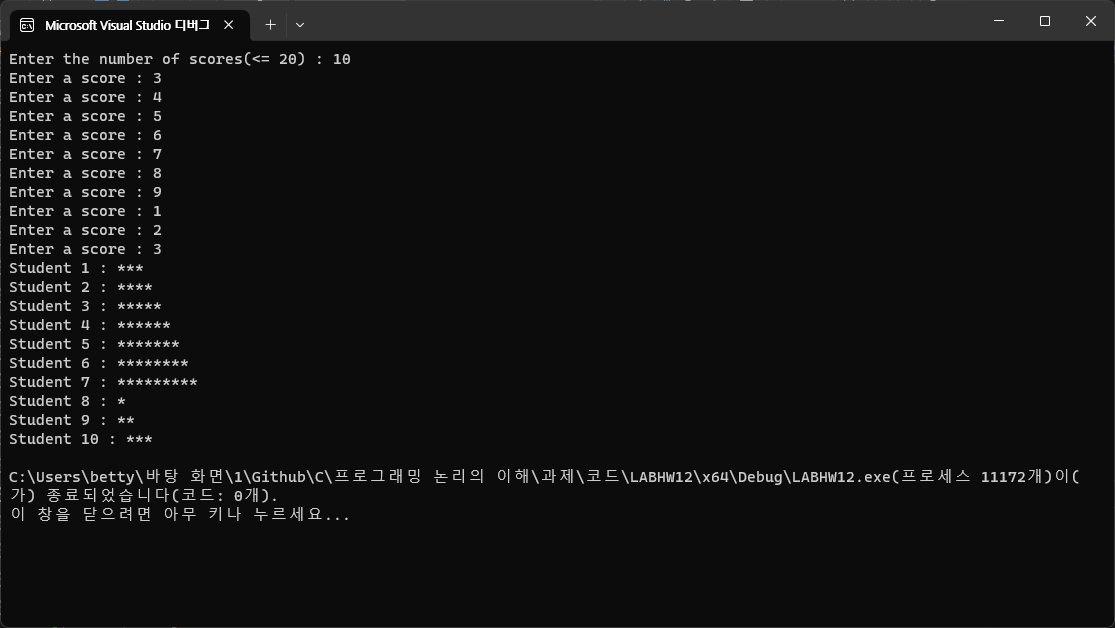 Microsoft Visual Studio 디버그
Enter the number of scores(<= 20) : 10
Enter a score : 3
Enter a score : 4
Enter a score : 5
Enter a score : 6
Enter a score : 7
Enter a score : 8
Enter a score : 9
Enter a score : 1
Enter a score : 2
Enter a score : 3
Student 1 : ***
Student 2 : ****
Student 3 : *****
Student 4 : ******
Student 5 : *******
Student 6 : ********
Student 7 : *********
Student 8 : *
Student 9 : **
Student 10 : ***
C:\Users\betty\바탕 화면\1\Github\C\프로그래밍 논리의 이해\과제\코드\LABHW12\x64\Debug\LABHW12.exe(프로세스 11172개)이(
가) 종료되었습니다(코드: 0개).
이 창을 닫으려면 아무 키나 누르세요...